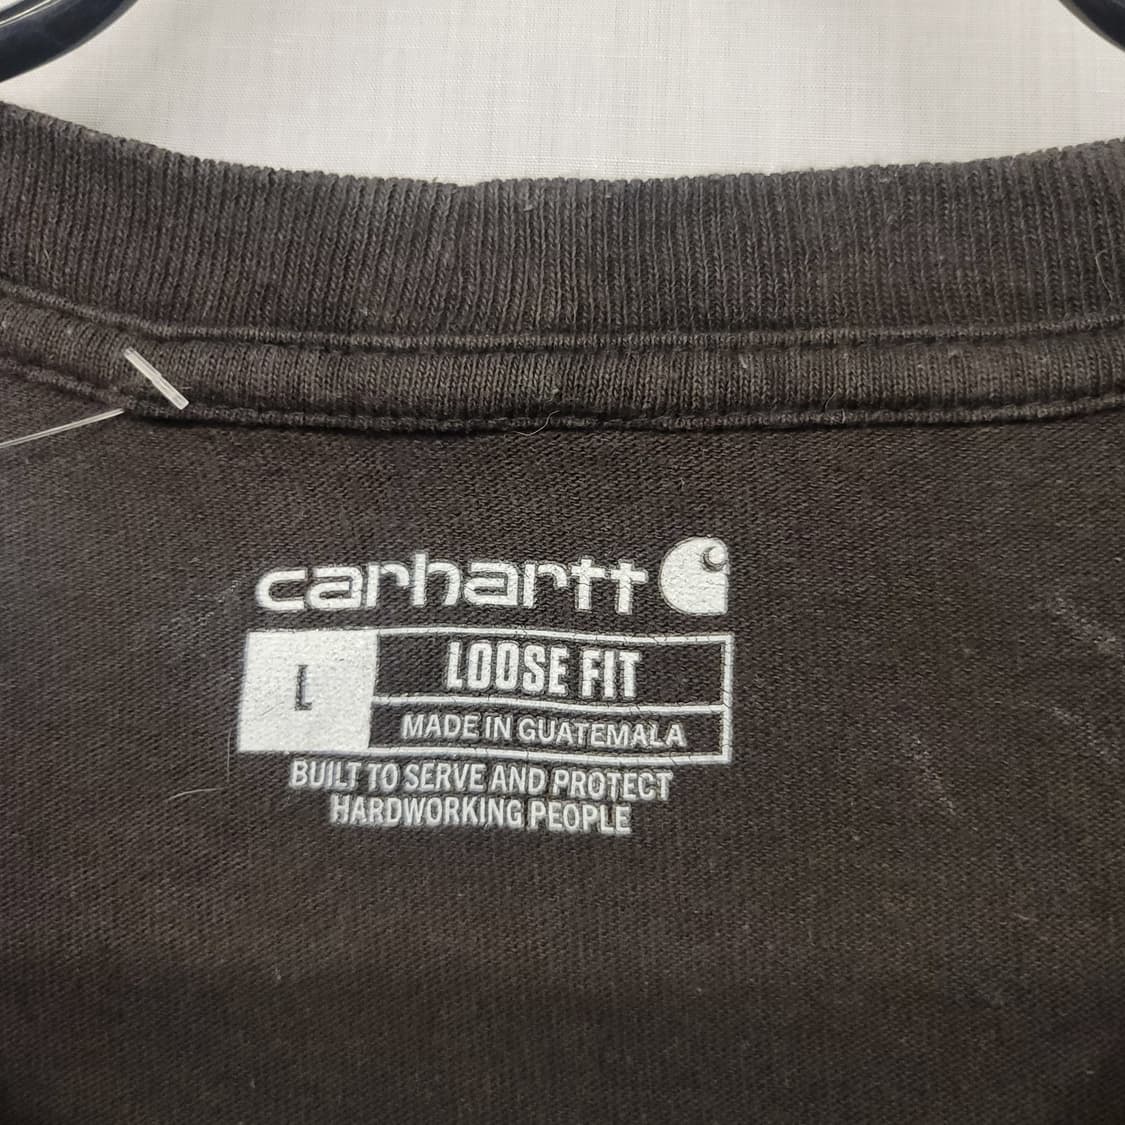 carhartt
L
LOOSE FIT
MADE IN GUATEMALA
BUILT TO SERVE AND PROTECT
HARDWORKING PEOPLE